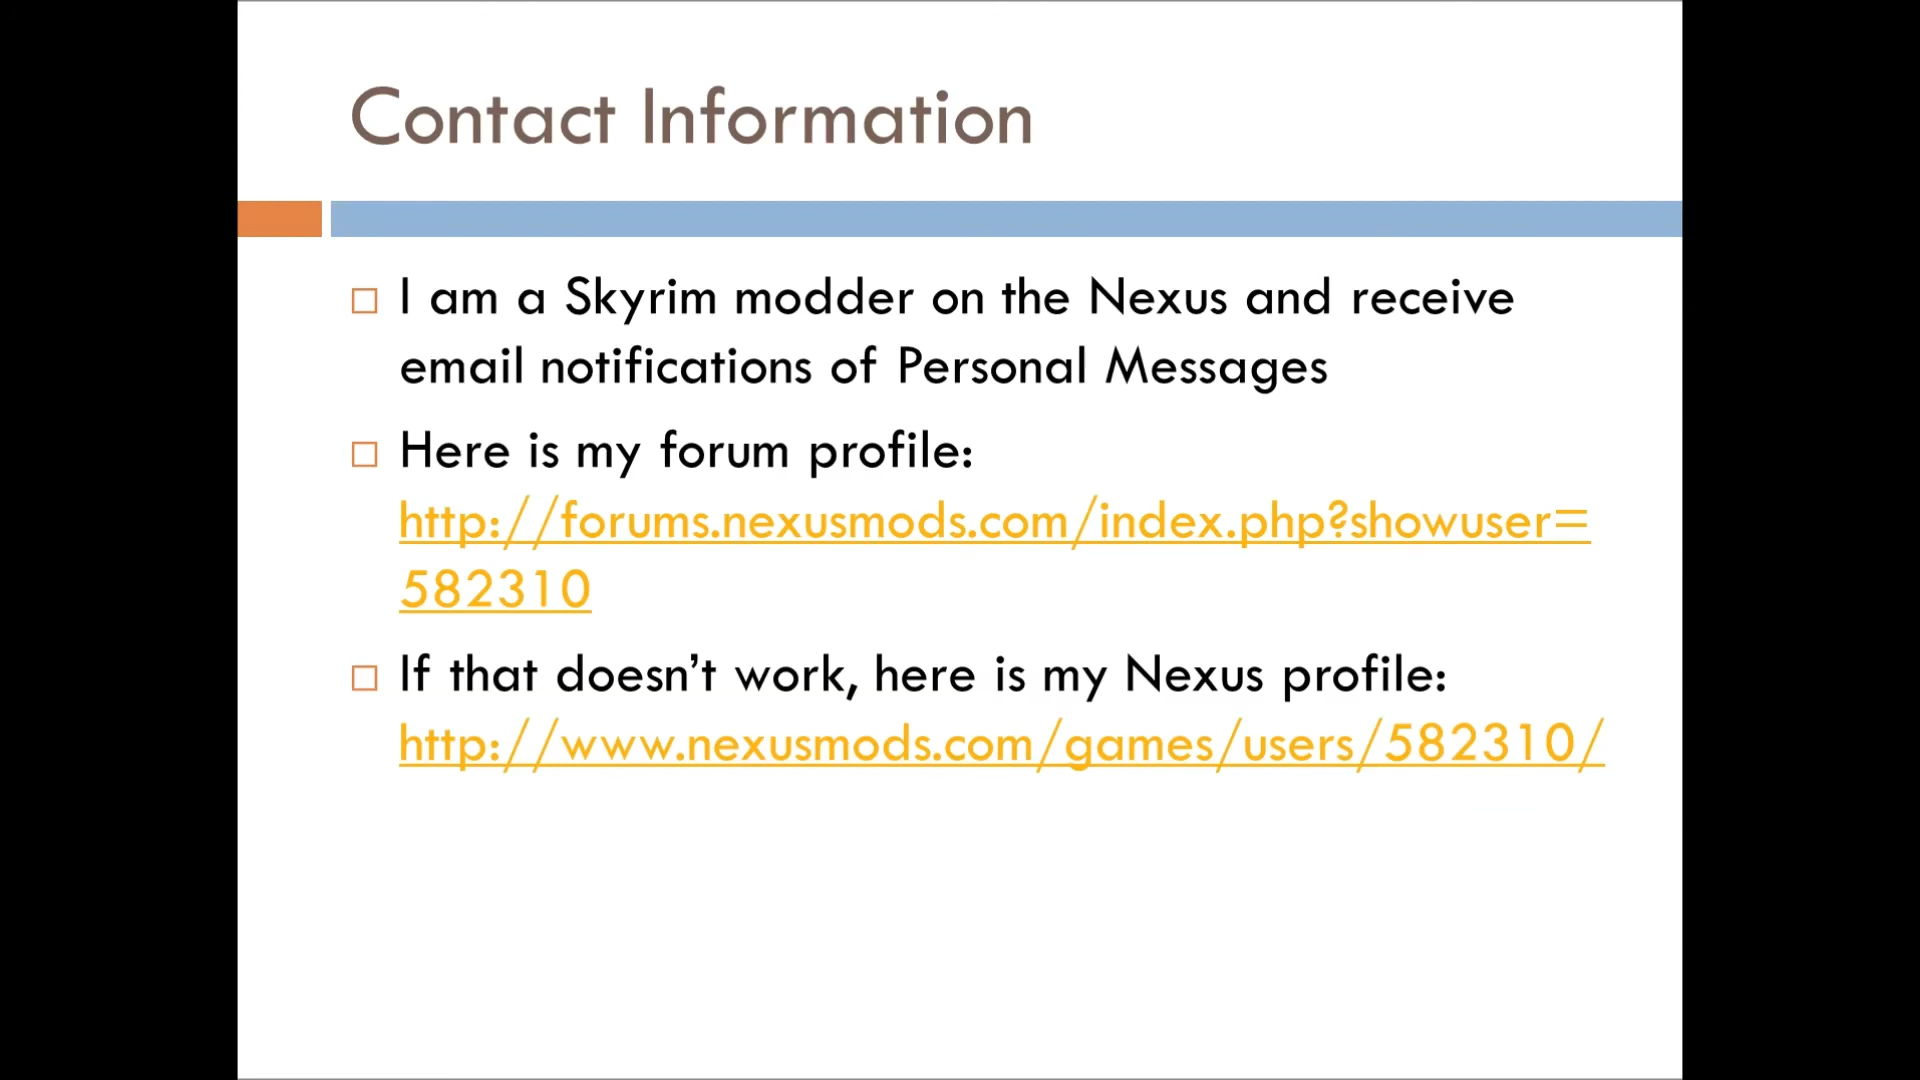 Contact Information
I am a Skyrim modder on the Nexus and receive
email notifications of Personal Messages
Here is my forum profile:
http://forums.nexusmods.com/index.php?showuser=
582310
If that doesn’t work, here is my Nexus profile:
http://www.nexusmods.com/games/users/582310/